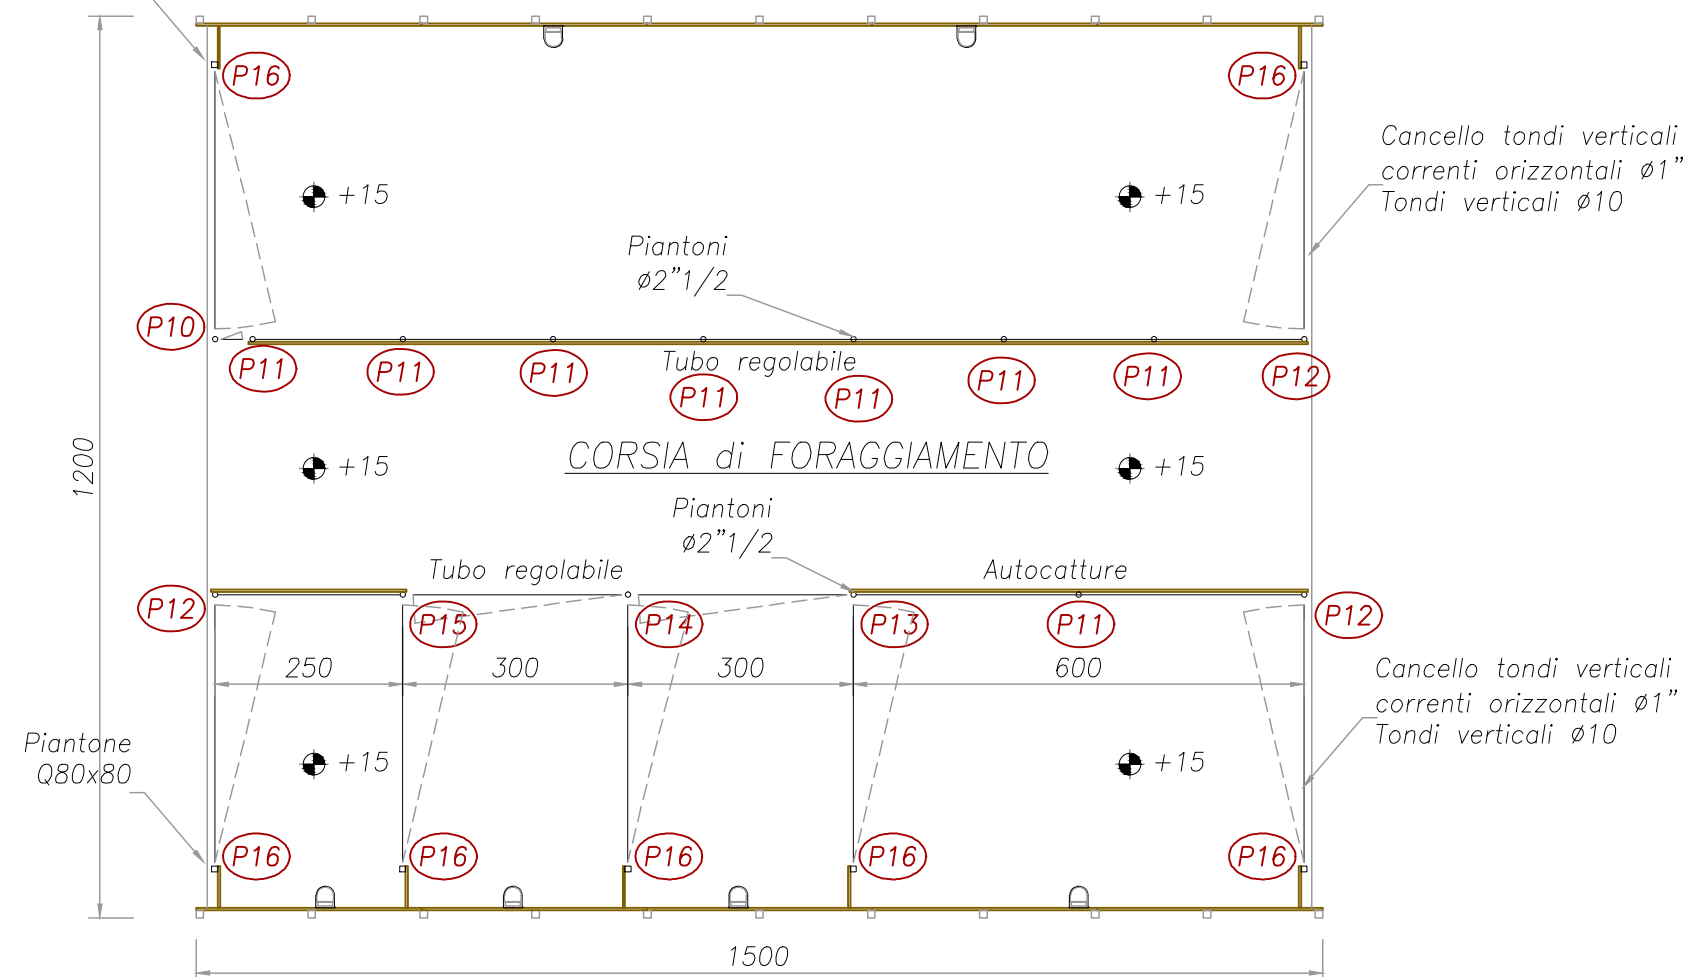 P16
P16
Cancello tondi verticali
correnti orizzontali ø1”
Tondi verticali ø10
+15
+15
Piantoni
ø2”1/2
P10
Tubo regolabile
P11
P11
P11
P11
P11
P11
P11
P12
1200
+15
CORSIA di FORAGGIAMENTO
+15
Piantoni
ø2”1/2
Tubo regolabile
Autocatture
P12
P15
P14
P13
P11
P12
250
300
300
600
Cancello tondi verticali
correnti orizzontali ø1”
Tondi verticali ø10
Piantone
Q80x80
+15
+15
P16
P16
P16
P16
P16
1500